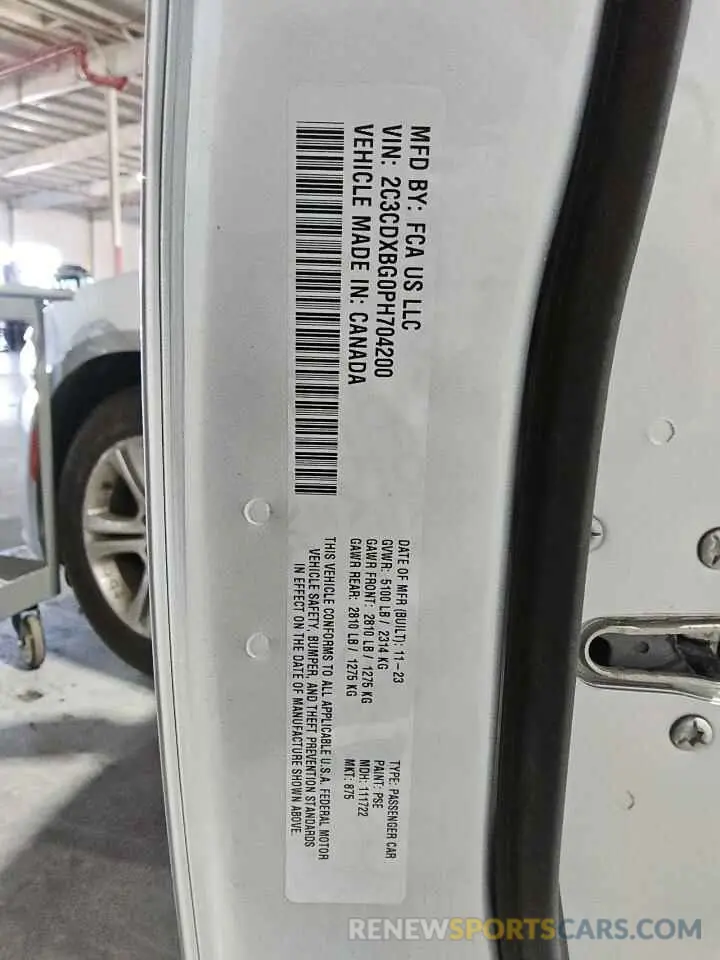 MFD BY: FCA US LLC
VIN: 2C3CDXBG0PH704200
VEHICLE MADE IN: CANADA
DATE OF MFR (BUILT): 11-23
GVWR: 5100 LB / 2314 KG
GAWR FRONT: 2810 LB / 1275 KG
GAWR REAR: 2810 LB / 1275 KG
TYPE: PASSENGER CAR
PAINT: PSE
MDH: 111722
MKT: 875
THIS VEHICLE CONFORMS TO ALL APPLICABLE U.S.A. FEDERAL MOTOR
VEHICLE SAFETY, BUMPER, AND THEFT PREVENTION STANDARDS
IN EFFECT ON THE DATE OF MANUFACTURE SHOWN ABOVE.
RENEWSPORTSCARS.COM